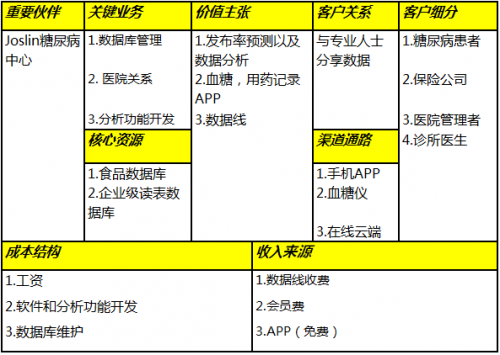 重要伙伴
Joslin糖尿病
中心
关键业务
1.数据库管理
2. 医院关系
3.分析功能开发
核心资源
1.食品数据库
2.企业级读表数
据库
价值主张
1.发布率预测以及
数据分析
2.血糖，用药记录
APP
3.数据线
客户关系
与专业人士
分享数据
渠道通路
1.手机APP
2.血糖仪
3.在线云端
客户细分
1.糖尿病患者
2.保险公司
3.医院管理者
4.诊所医生
成本结构
1.工资
2.软件和分析功能开发
3.数据库维护
收入来源
1.数据线收费
2.会员费
3.APP（免费）